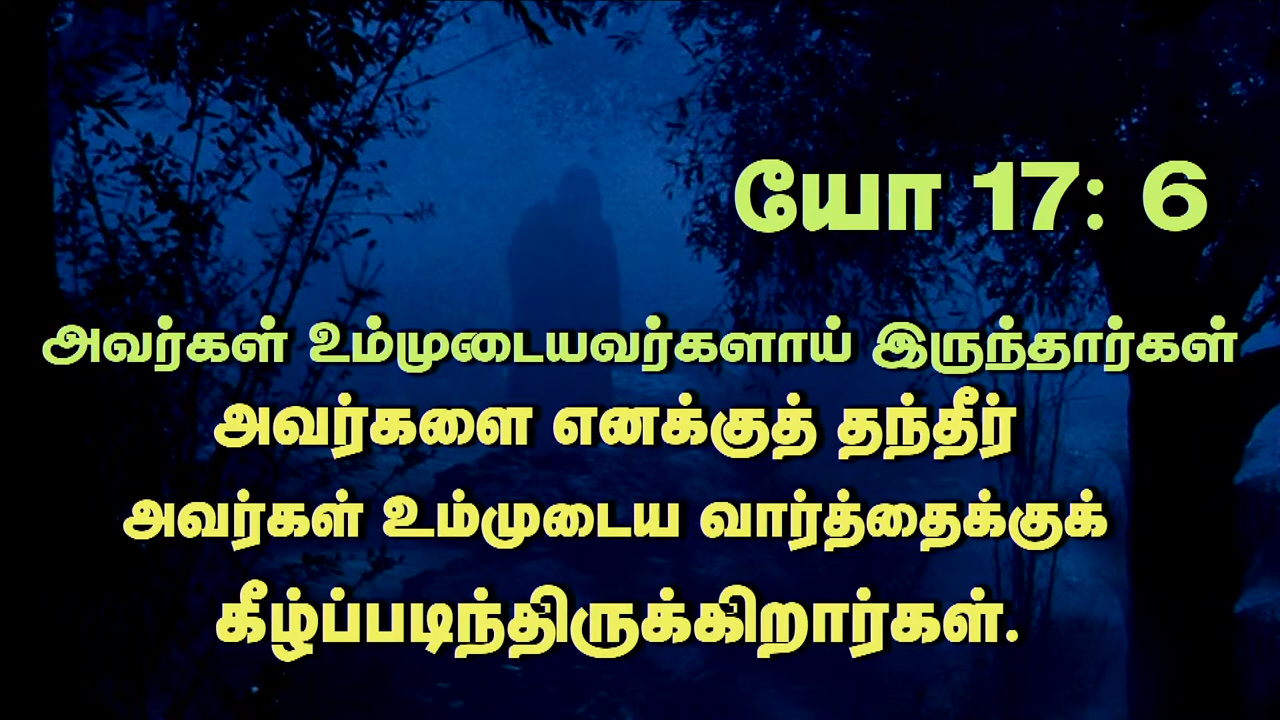 யோ 17: 6
அவர்கள் உம்முடையவர்களாய் இருந்தார்கள்
அவர்களை எனக்குத் தந்தீர்
அவர்கள் உம்முடைய வார்த்தைக்குக்
கீழ்ப்படிந்திருக்கிறார்கள்.